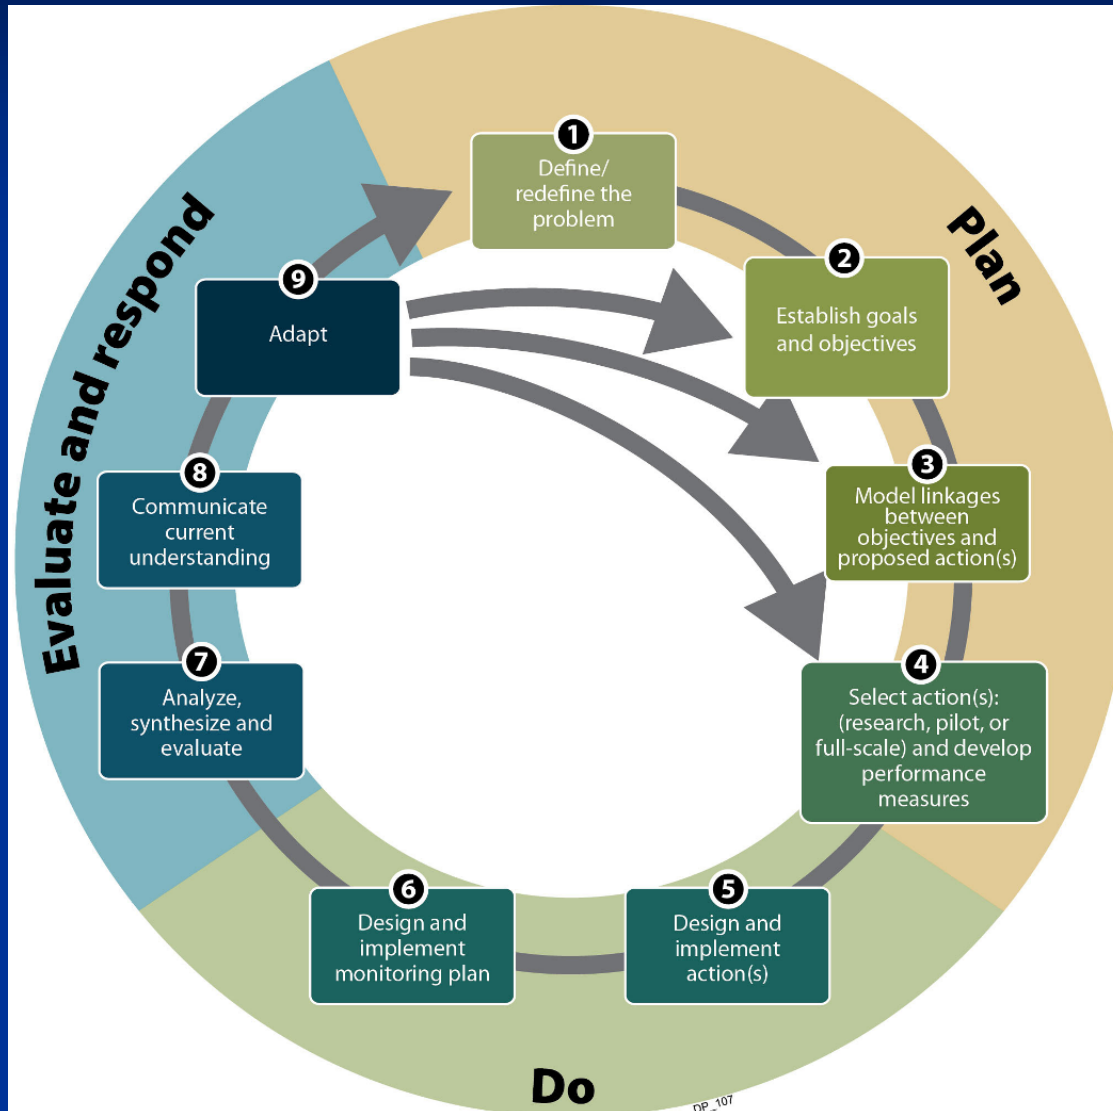 1
Define/
redefine the
problem
Plan
2
Establish goals
and objectives
3
Model linkages
between
objectives and
proposed action(s)
4
Select action(s):
(research, pilot, or
full-scale) and develop
performance
measures
5
Design and
implement
action(s)
Do
6
Design and
implement
monitoring plan
7
Analyze,
synthesize and
evaluate
8
Communicate
current
understanding
9
Adapt
Evaluate and respond
DP_107